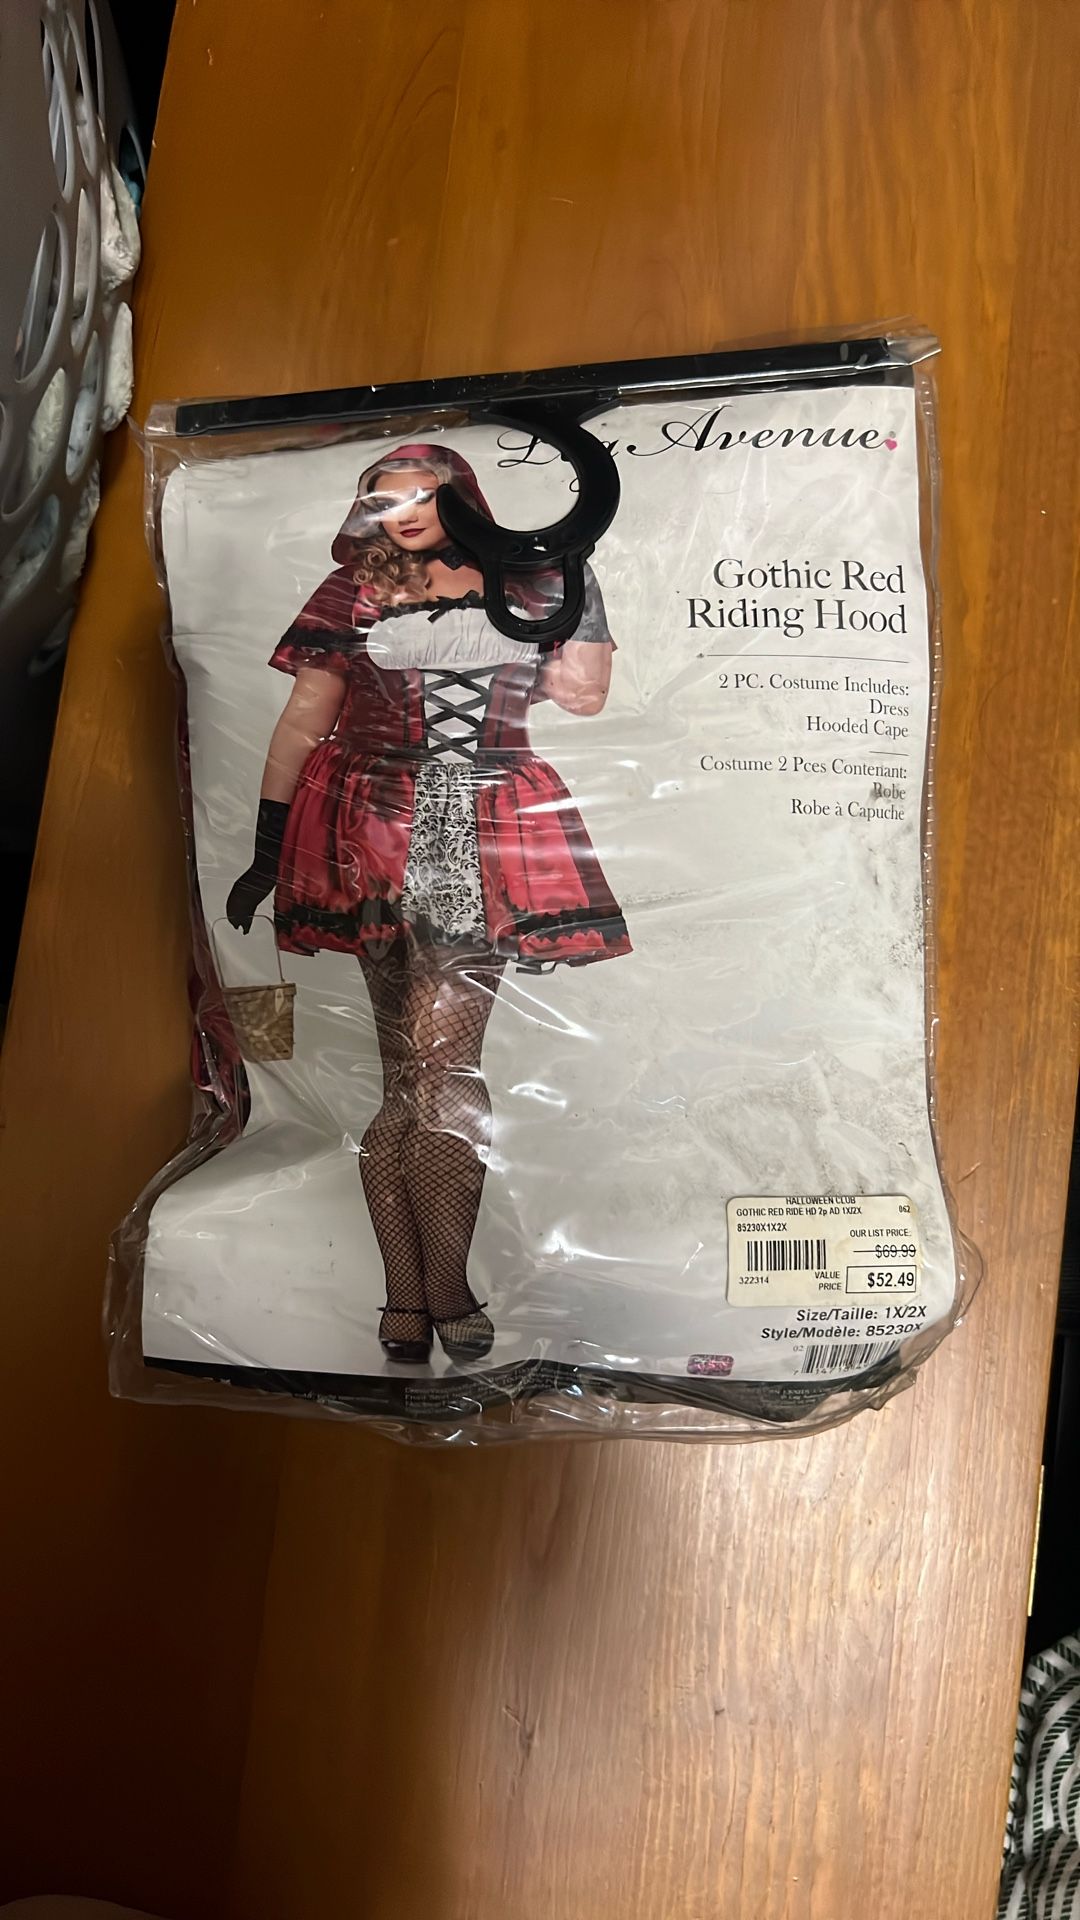 Avenue
Gothic Red
Riding Hood
2 PC. Costume Includes:
Dress
Hooded Cape
Costume 2 Pces Contenant:
Robe
Robe à Capuche
HALLOWEEN CLUB
GOTHIC RED RIDE HD 2p AD 1X/2X 062
85230X1X2X
OUR LIST PRICE:
$69.99
322314
VALUE
PRICE
$52.49
Size/Taille: 1X/2X
Style/Modèle: 85230X
02